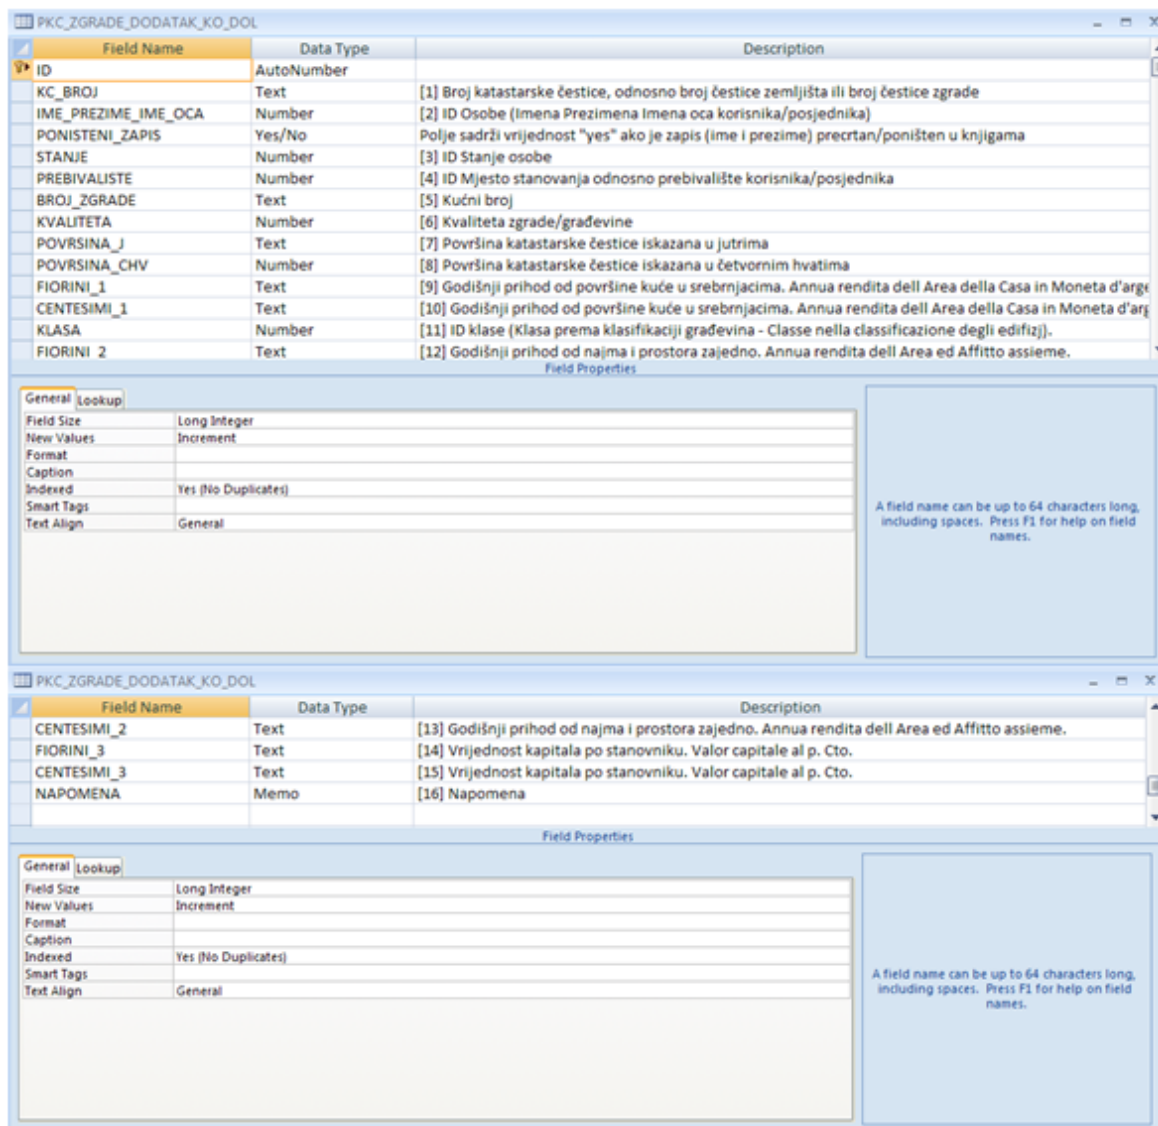 PKC_ZGRADE_DODATAK_KO_DOL
Field Name Data Type Description
ID AutoNumber
KC_BROJ Text [1] Broj katastarske čestice, odnosno broj čestice zemljišta ili broj čestice zgrade
IME_PREZIME_IME_OCA Number [2] ID Osobe (Imena Prezimena Imena oca korisnika/posjednika)
PONISTENI_ZAPIS Yes/No Polje sadrži vrijednost "yes" ako je zapis (ime i prezime) precrtan/poništen u knjigama
STANJE Number [3] ID Stanje osobe
PREBIVALISTE Number [4] ID Mjesto stanovanja odnosno prebivalište korisnika/posjednika
BROJ_ZGRADE Text [5] Kućni broj
KVALITETA Number [6] Kvaliteta zgrade/građevine
POVRSINA_J Text [7] Površina katastarske čestice iskazana u jutrima
POVRSINA_CHV Number [8] Površina katastarske čestice iskazana u četvornim hvatima
FIORINI_1 Text [9] Godišnji prihod od površine kuće u srebrnjacima. Annua rendita dell Area della Casa in Moneta d'arge
CENTESIMI_1 Text [10] Godišnji prihod od površine kuće u srebrnjacima. Annua rendita dell Area della Casa in Moneta d'arg
KLASA Number [11] ID klase (Klasa prema klasifikaciji građevina - Classe nella classificazione degli edifizj).
FIORINI_2 Text [12] Godišnji prihod od najma i prostora zajedno. Annua rendita dell Area ed Affitto assieme.
Field Properties
General Lookup
Field Size Long Integer
New Values Increment
Format
Caption
Indexed Yes (No Duplicates)
Smart Tags
Text Align General
A field name can be up to 64 characters long,
including spaces. Press F1 for help on field
names.
PKC_ZGRADE_DODATAK_KO_DOL
Field Name Data Type Description
CENTESIMI_2 Text [13] Godišnji prihod od najma i prostora zajedno. Annua rendita dell Area ed Affitto assieme.
FIORINI_3 Text [14] Vrijednost kapitala po stanovniku. Valor capitale al p. Cto.
CENTESIMI_3 Text [15] Vrijednost kapitala po stanovniku. Valor capitale al p. Cto.
NAPOMENA Memo [16] Napomena
Field Properties
General Lookup
Field Size Long Integer
New Values Increment
Format
Caption
Indexed Yes (No Duplicates)
Smart Tags
Text Align General
A field name can be up to 64 characters long,
including spaces. Press F1 for help on field
names.